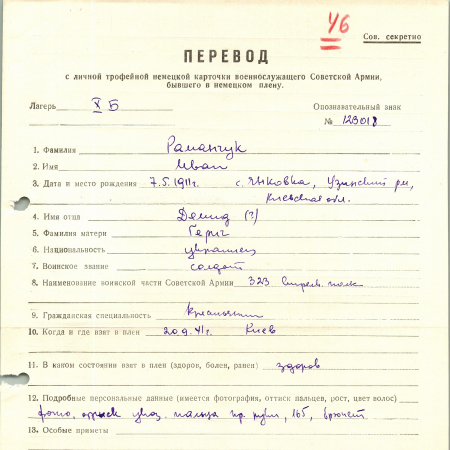 46
Сов. секретно
ПЕРЕВОД
с личной трофейной немецкой карточки военнослужащего Советской Армии,
бывшего в немецком плену.
Лагерь X Б
Опознавательный знак
№ 123018
1. Фамилия Раманчук
2. Имя Иван
3. Дата и место рождения 7.5.1911г. с. Янковка, Узинский р-н,
Киевская обл.
4. Имя отца Демид (?)
5. Фамилия матери
6. Национальность украинец
7. Воинское звание солдат
8. Наименование воинской части Советской Армии 323 стрел. полк
9. Гражданская специальность крестьянин
10. Когда и где взят в плен 20.9.41г. Киев
11. В каком состоянии взят в плен (здоров, болен, ранен) здоров
12. Подробные персональные данные (имеется фотография, оттиск пальцев, рост, цвет волос)
фото, оттиск указ. пальца пр. руки, 165, брюнет
13. Особые приметы